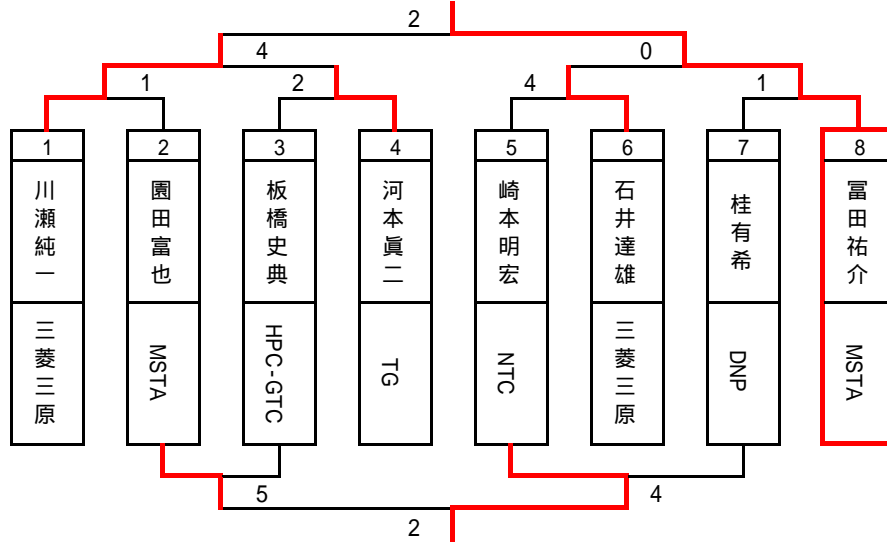 2
4
0
1
2
4
1
1
2
3
4
5
6
7
8
川瀬純一
園田富也
板橋史典
河本眞二
崎本明宏
石井達雄
桂有希
冨田祐介
三菱三原
MSTA
HPC-GTC
TG
NTC
三菱三原
DNP
MSTA
5
4
2